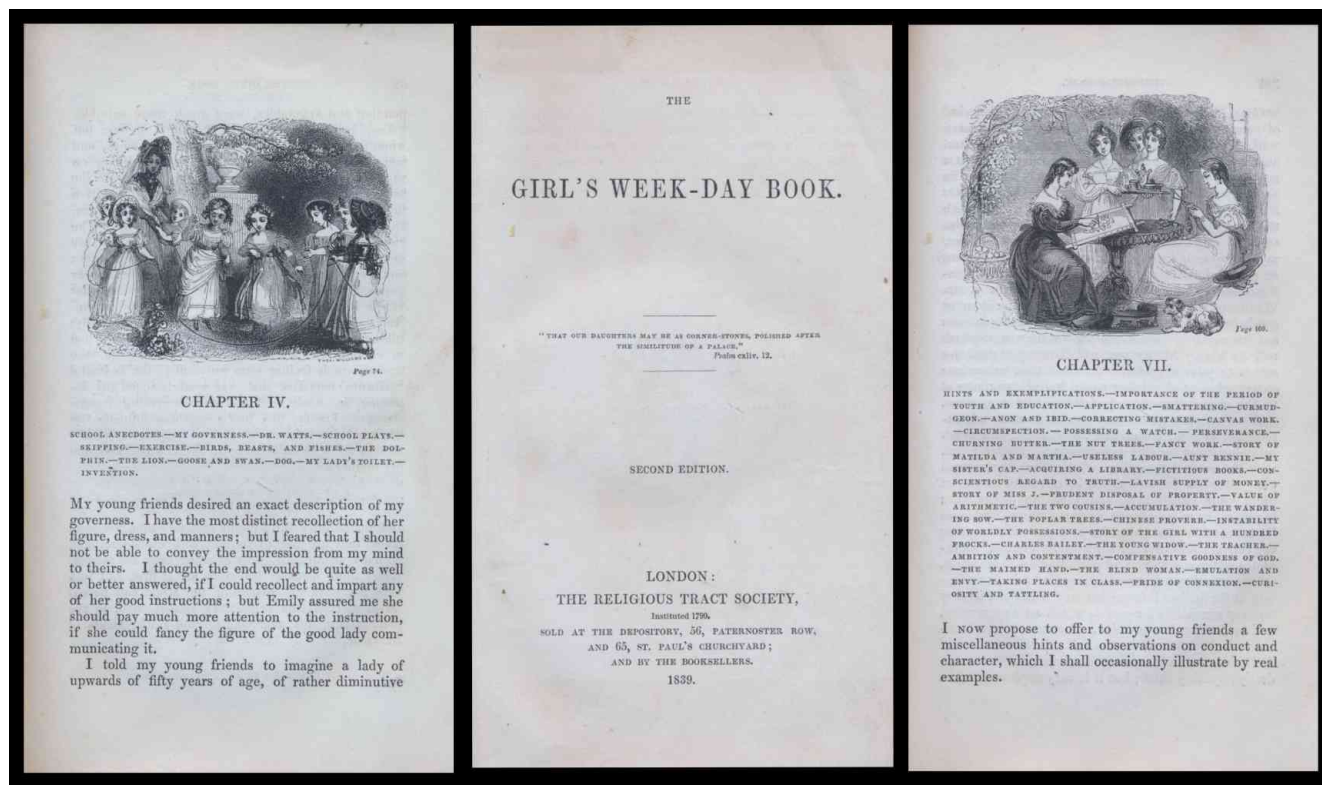 Page 74.
CHAPTER IV.
SCHOOL ANECDOTES.—MY GOVERNESS.—DR. WATTS.—SCHOOL PLAYS.—
SKIPPING.—EXERCISE.—BIRDS, BEASTS, AND FISHES.—THE DOL-
PHIN.—THE LION.—GOOSE AND SWAN.—DOG.—MY LADY'S TOILET.—
INVENTION.
MY young friends desired an exact description of my
governess. I have the most distinct recollection of her
figure, dress, and manners; but I feared that I should
not be able to convey the impression from my mind
to theirs. I thought the end would be quite as well
or better answered, if I could recollect and impart any
of her good instructions; but Emily assured me she
should pay much more attention to the instruction,
if she could fancy the figure of the good lady com-
municating it.
I told my young friends to imagine a lady of
upwards of fifty years of age, of rather diminutive
THE
GIRL'S WEEK-DAY BOOK.
"THAT OUR DAUGHTERS MAY BE AS CORNER-STONES, POLISHED AFTER
THE SIMILITUDE OF A PALACE."
Psalm cxliv. 12.
SECOND EDITION.
LONDON:
THE RELIGIOUS TRACT SOCIETY,
Instituted 1799.
SOLD AT THE DEPOSITORY, 56, PATERNOSTER ROW,
AND 65, ST. PAUL'S CHURCHYARD;
AND BY THE BOOKSELLERS.
1839.
Page 169.
CHAPTER VII.
HINTS AND EXEMPLIFICATIONS.—IMPORTANCE OF THE PERIOD OF
YOUTH AND EDUCATION.—APPLICATION.—SMATTERING.—CURMUD-
GEON.—ANON AND IBID.—CORRECTING MISTAKES.—CANVAS WORK.
—CIRCUMSPECTION.—POSSESSING A WATCH.—PERSEVERANCE.—
CHURNING BUTTER.—THE NUT TREES.—FANCY WORK.—STORY OF
MATILDA AND MARTHA.—USELESS LABOUR.—AUNT RENNIE.—MY
SISTER'S CAP.—ACQUIRING A LIBRARY.—FICTITIOUS BOOKS.—CON-
SCIENTIOUS REGARD TO TRUTH.—LAVISH SUPPLY OF MONEY.—
STORY OF MISS J.—PRUDENT DISPOSAL OF PROPERTY.—VALUE OF
ARITHMETIC.—THE TWO COUSINS.—ACCUMULATION.—THE WANDER-
ING SOW.—THE POPLAR TREES.—CHINESE PROVERB.—INSTABILITY
OF WORLDLY POSSESSIONS.—STORY OF THE GIRL WITH A HUNDRED
FROCKS.—CHARLES BAILEY.—THE YOUNG WIDOW.—THE TEACHER.—
AMBITION AND CONTENTMENT.—COMPENSATIVE GOODNESS OF GOD.
—THE MAIMED HAND.—THE BLIND WOMAN.—EMULATION AND
ENVY.—TAKING PLACES IN CLASS.—PRIDE OF CONNEXION.—CURI-
OSITY AND TATTLING.
I NOW propose to offer to my young friends a few
miscellaneous hints and observations on conduct and
character, which I shall occasionally illustrate by real
examples.